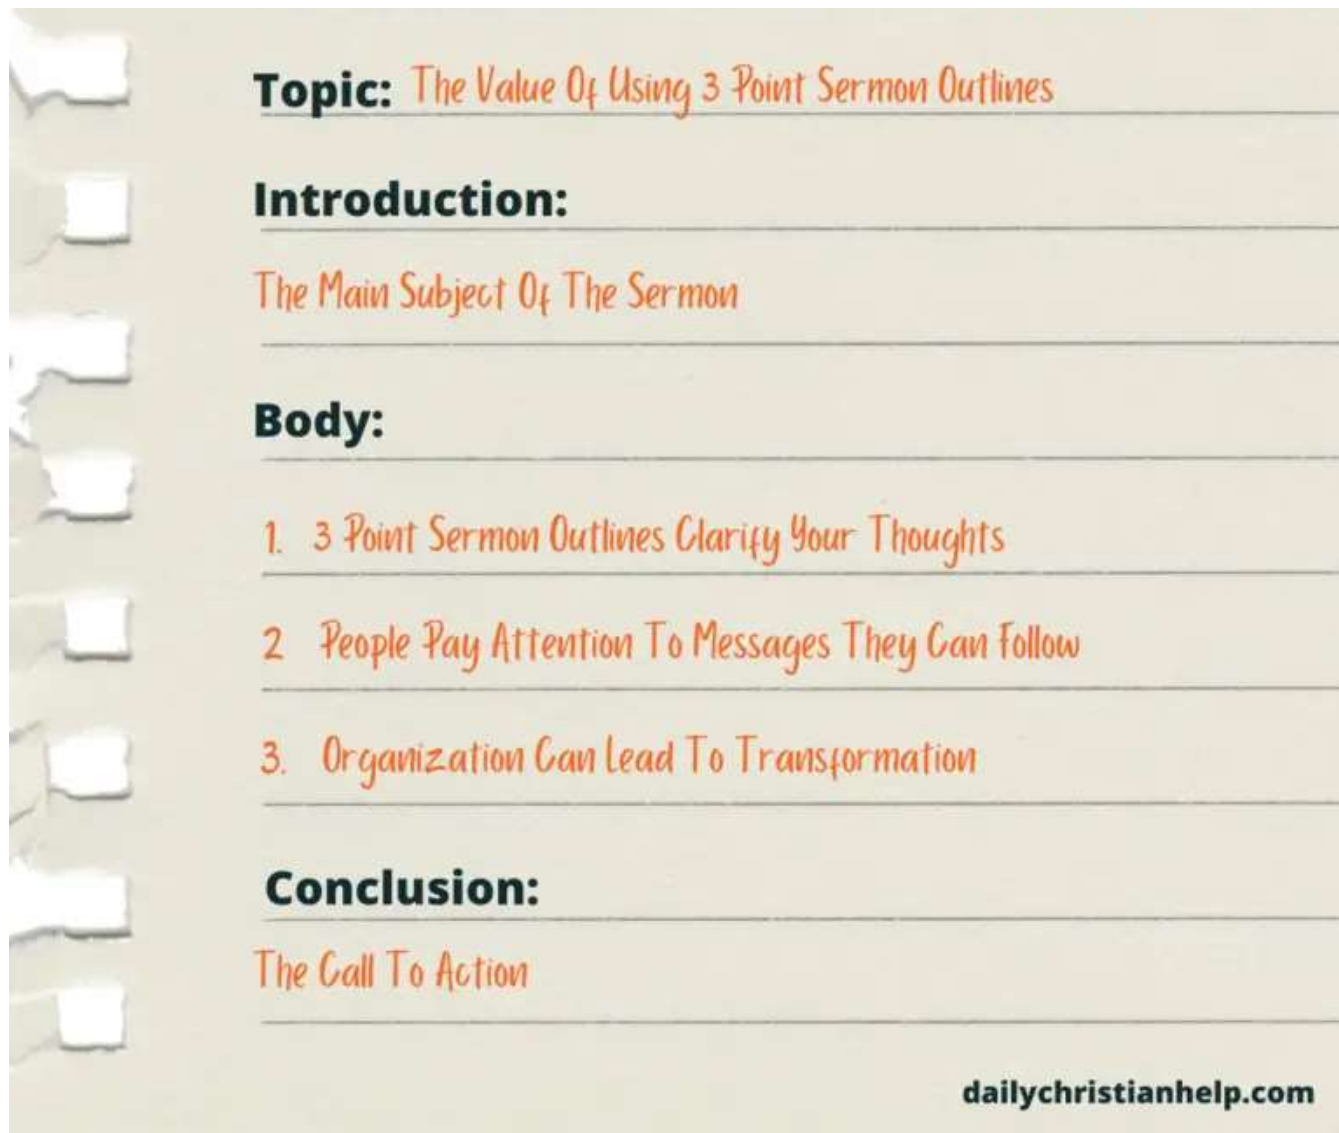 Topic: The Value Of Using 3 Point Sermon Outlines
Introduction:
The Main Subject Of The Sermon
Body:
1. 3 Point Sermon Outlines Clarify Your Thoughts
2 People Pay Attention To Messages They Can Follow
3. Organization Can Lead To Transformation
Conclusion:
The Call To Action
dailychristianhelp.com